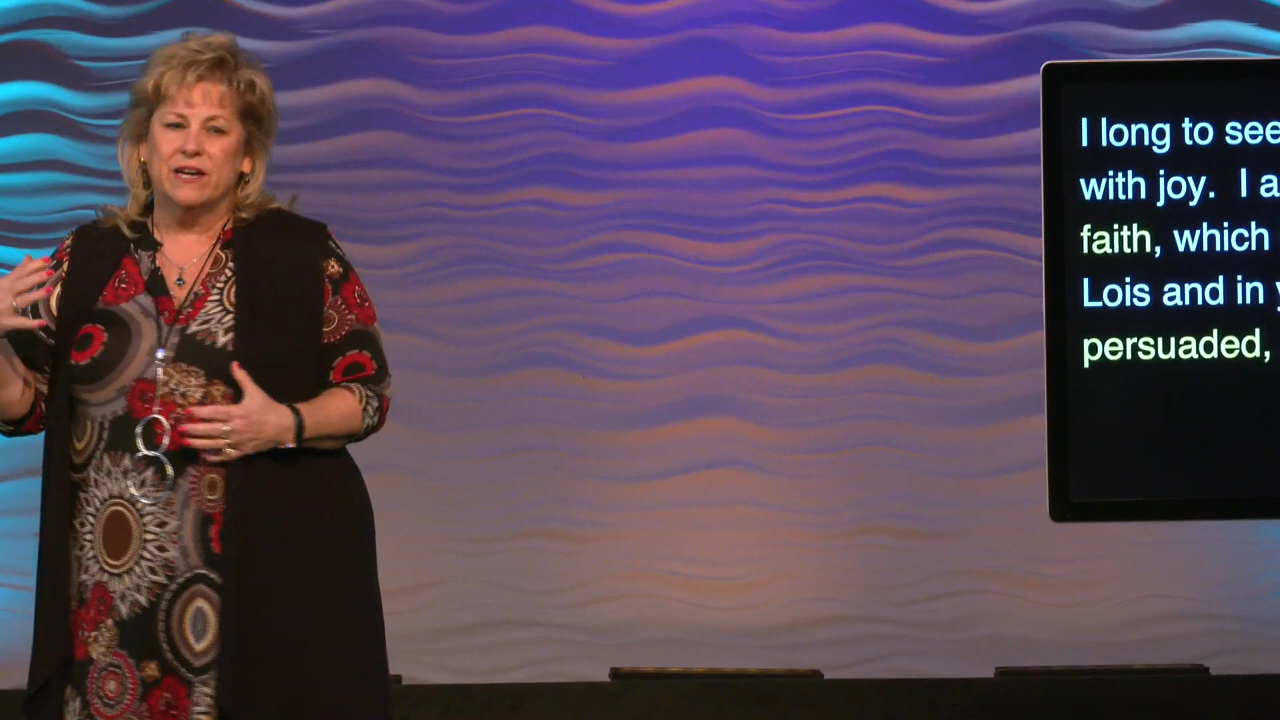 I long to see
with joy. I a
faith, which
Lois and in y
persuaded,